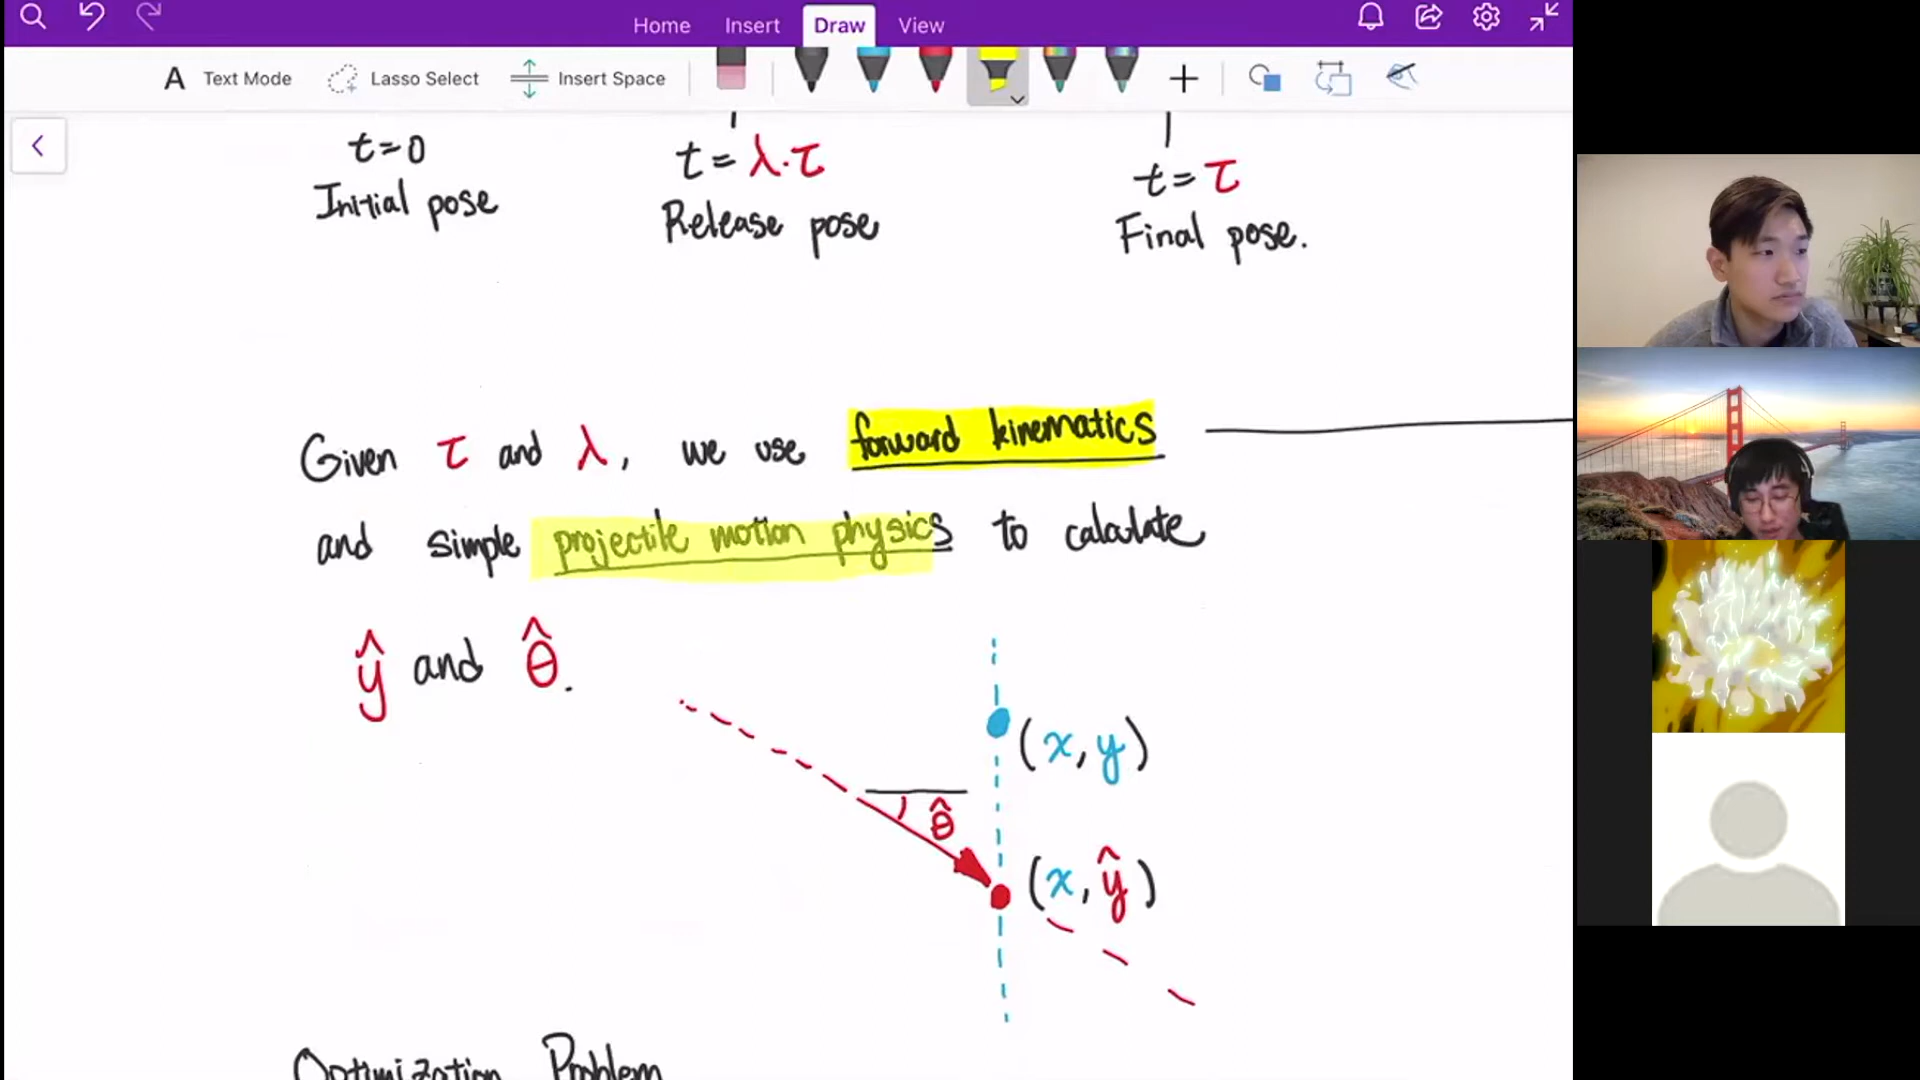 Home Insert Draw View
A Text Mode Lasso Select Insert Space
t=0 t=λ·τ t=τ
Initial pose Release pose Final pose.
Given τ and λ, we use forward kinematics
and simple projectile motion physics to calculate
ŷ and θ̂.
(x, y)
θ̂
(x, ŷ)
Optimization Problem